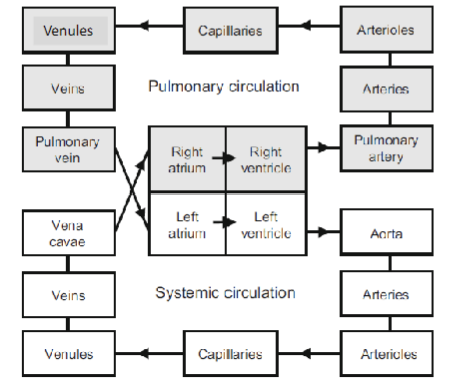 Venules
Capillaries
Arterioles
Veins
Pulmonary circulation
Arteries
Pulmonary
vein
Right
atrium
Right
ventricle
Pulmonary
artery
Vena
cavae
Left
atrium
Left
ventricle
Aorta
Veins
Systemic circulation
Arteries
Venules
Capillaries
Arterioles